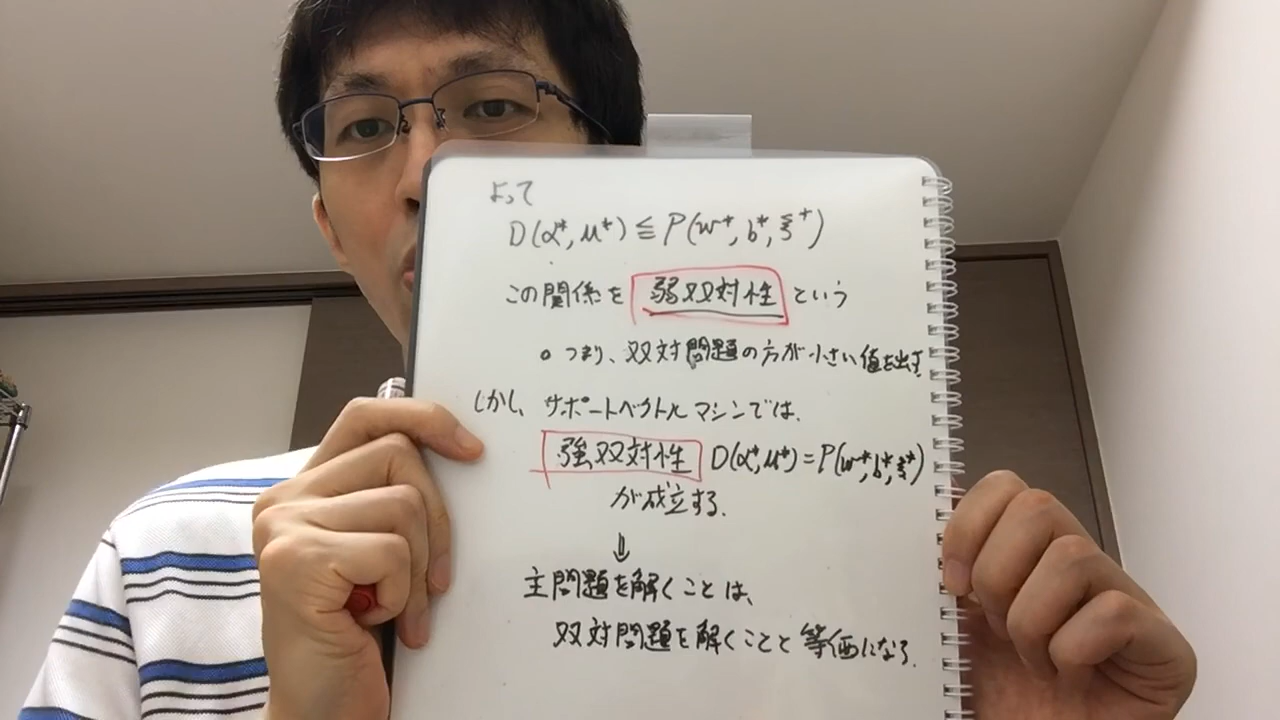 よって
D(α*, μ*) ≦ P(w*, b*, ξ*)
この関係を 弱双対性 という
○ つまり、双対問題の方が小さい値を出す.
しかし、サポートベクトルマシンでは、
強双対性 D(α*, μ*) = P(w*, b*, ξ*)
が成立する.
⇓
主問題を解くことは、
双対問題を解くことと等価になる.